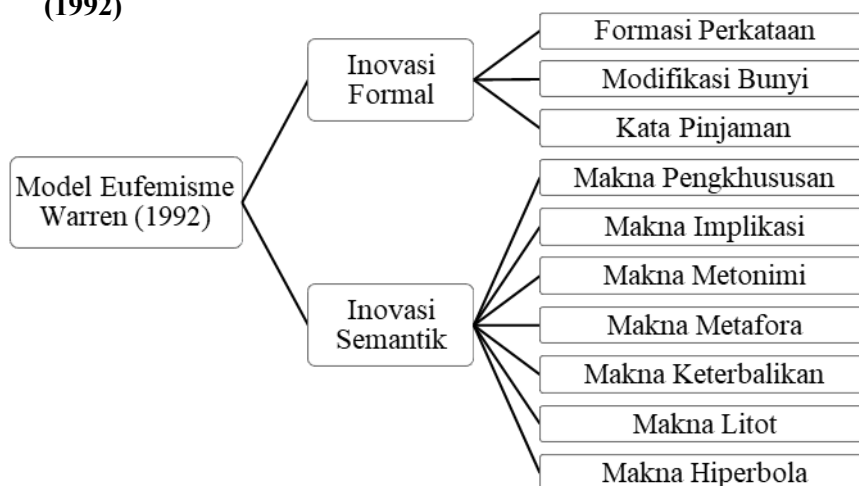 (1992)
Model Eufemisme
Warren (1992)
Inovasi
Formal
Formasi Perkataan
Modifikasi Bunyi
Kata Pinjaman
Inovasi
Semantik
Makna Pengkhususan
Makna Implikasi
Makna Metonimi
Makna Metafora
Makna Keterbalikan
Makna Litot
Makna Hiperbola